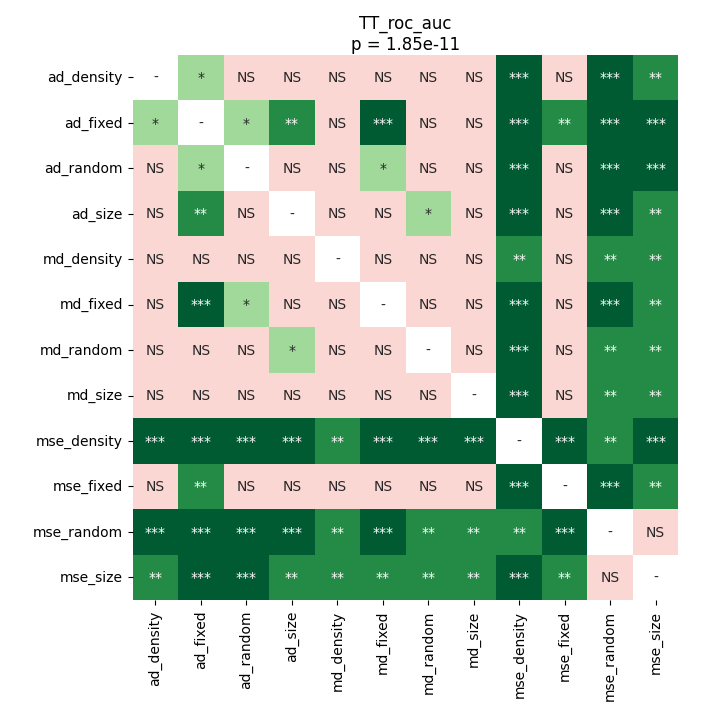 TT_roc_auc
p = 1.85e-11
ad_density - * NS NS NS NS NS NS *** NS *** **
ad_fixed * - * ** NS *** NS NS *** ** *** ***
ad_random NS * - NS NS * NS NS *** NS *** ***
ad_size NS ** NS - NS NS * NS *** NS *** **
md_density NS NS NS NS - NS NS NS ** NS ** **
md_fixed NS *** * NS NS - NS NS *** NS *** **
md_random NS NS NS * NS NS - NS *** NS ** **
md_size NS NS NS NS NS NS NS - *** NS ** **
mse_density *** *** *** *** ** *** *** *** - *** ** ***
mse_fixed NS ** NS NS NS NS NS NS *** - *** **
mse_random *** *** *** *** ** *** ** ** ** *** - NS
mse_size ** *** *** ** ** ** ** ** *** ** NS -
ad_density
ad_fixed
ad_random
ad_size
md_density
md_fixed
md_random
md_size
mse_density
mse_fixed
mse_random
mse_size